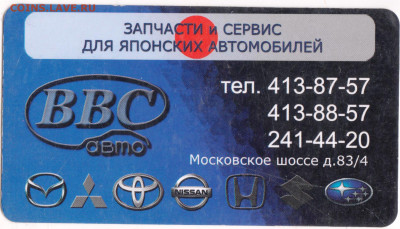 COINS.LAVE.RU
ЗАПЧАСТИ и СЕРВИС
ДЛЯ ЯПОНСКИХ АВТОМОБИЛЕЙ
BBC
авто
тел. 413-87-57
413-88-57
241-44-20
Московское шоссе д.83/4
NISSAN